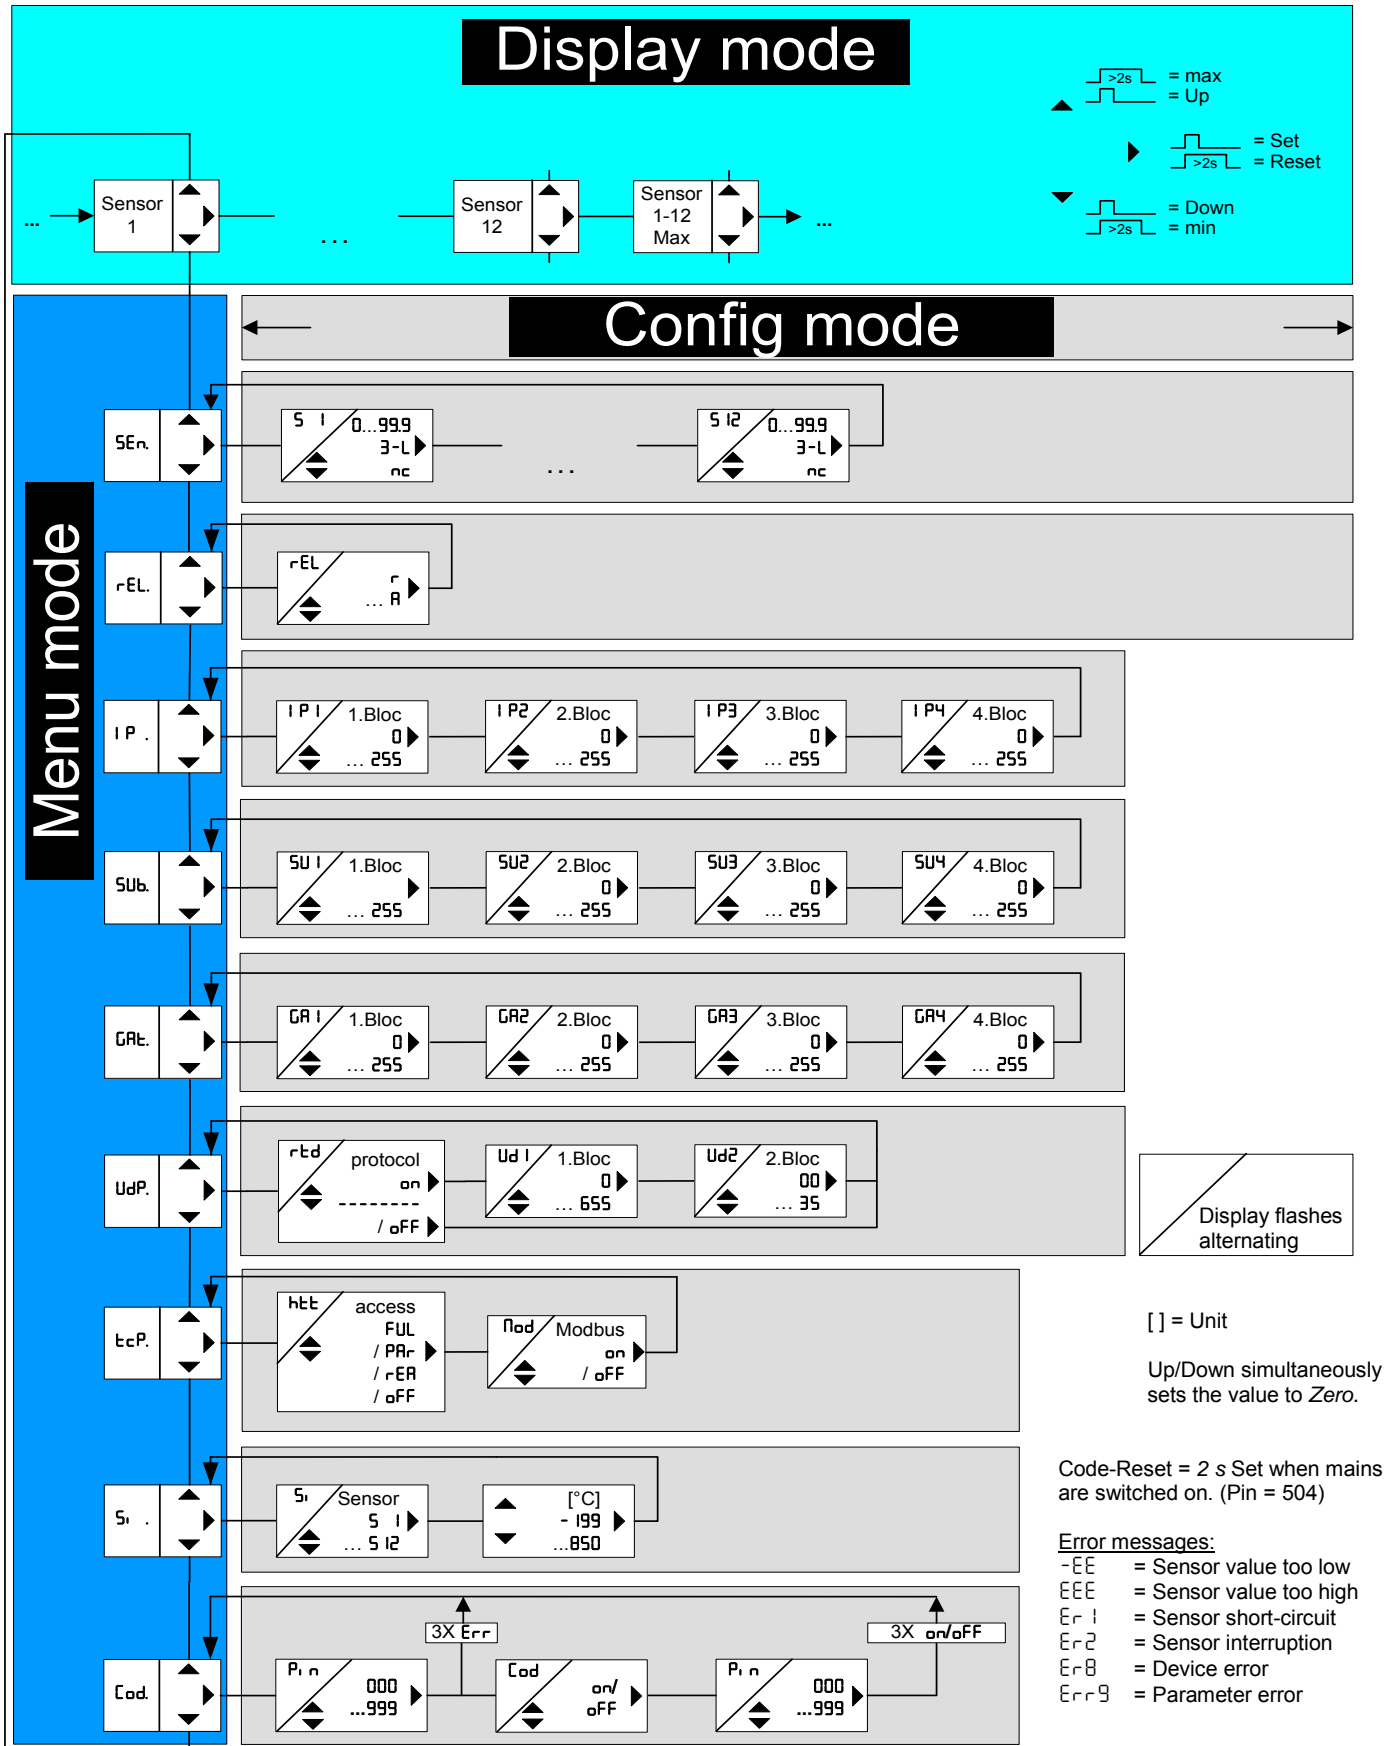 Display mode
>2s = max
= Up
= Set
>2s = Reset
= Down
>2s = min
...
Sensor
1
...
Sensor
12
Sensor
1-12
Max
...
Config mode
Menu mode
SEn.
S 1
0...99.9
3-L
nc
...
S 12
0...99.9
3-L
nc
rEL.
rEL
r
... A
IP .
IP1 1.Bloc
0
... 255
IP2 2.Bloc
0
... 255
IP3 3.Bloc
0
... 255
IP4 4.Bloc
0
... 255
SUb.
SU1 1.Bloc
... 255
SU2 2.Bloc
0
... 255
SU3 3.Bloc
0
... 255
SU4 4.Bloc
0
... 255
GAt.
GA1 1.Bloc
0
... 255
GA2 2.Bloc
0
... 255
GA3 3.Bloc
0
... 255
GA4 4.Bloc
0
... 255
UdP.
rtd protocol
on
--------
/ oFF
Ud1 1.Bloc
0
... 655
Ud2 2.Bloc
00
... 35
Display flashes
alternating
tcP.
htt access
FUL
/ PAr
/ rEA
/ oFF
Mod Modbus
on
/ oFF
[ ] = Unit
Up/Down simultaneously
sets the value to Zero.
Si .
Si Sensor
S 1
... S 12
[°C]
-199
...850
Code-Reset = 2 s Set when mains
are switched on. (Pin = 504)
Error messages:
-EE = Sensor value too low
EEE = Sensor value too high
Er1 = Sensor short-circuit
Er2 = Sensor interruption
Er8 = Device error
Err9 = Parameter error
Cod.
Pin
000
...999
3X Err
Cod
on/
oFF
Pin
000
...999
3X on/oFF